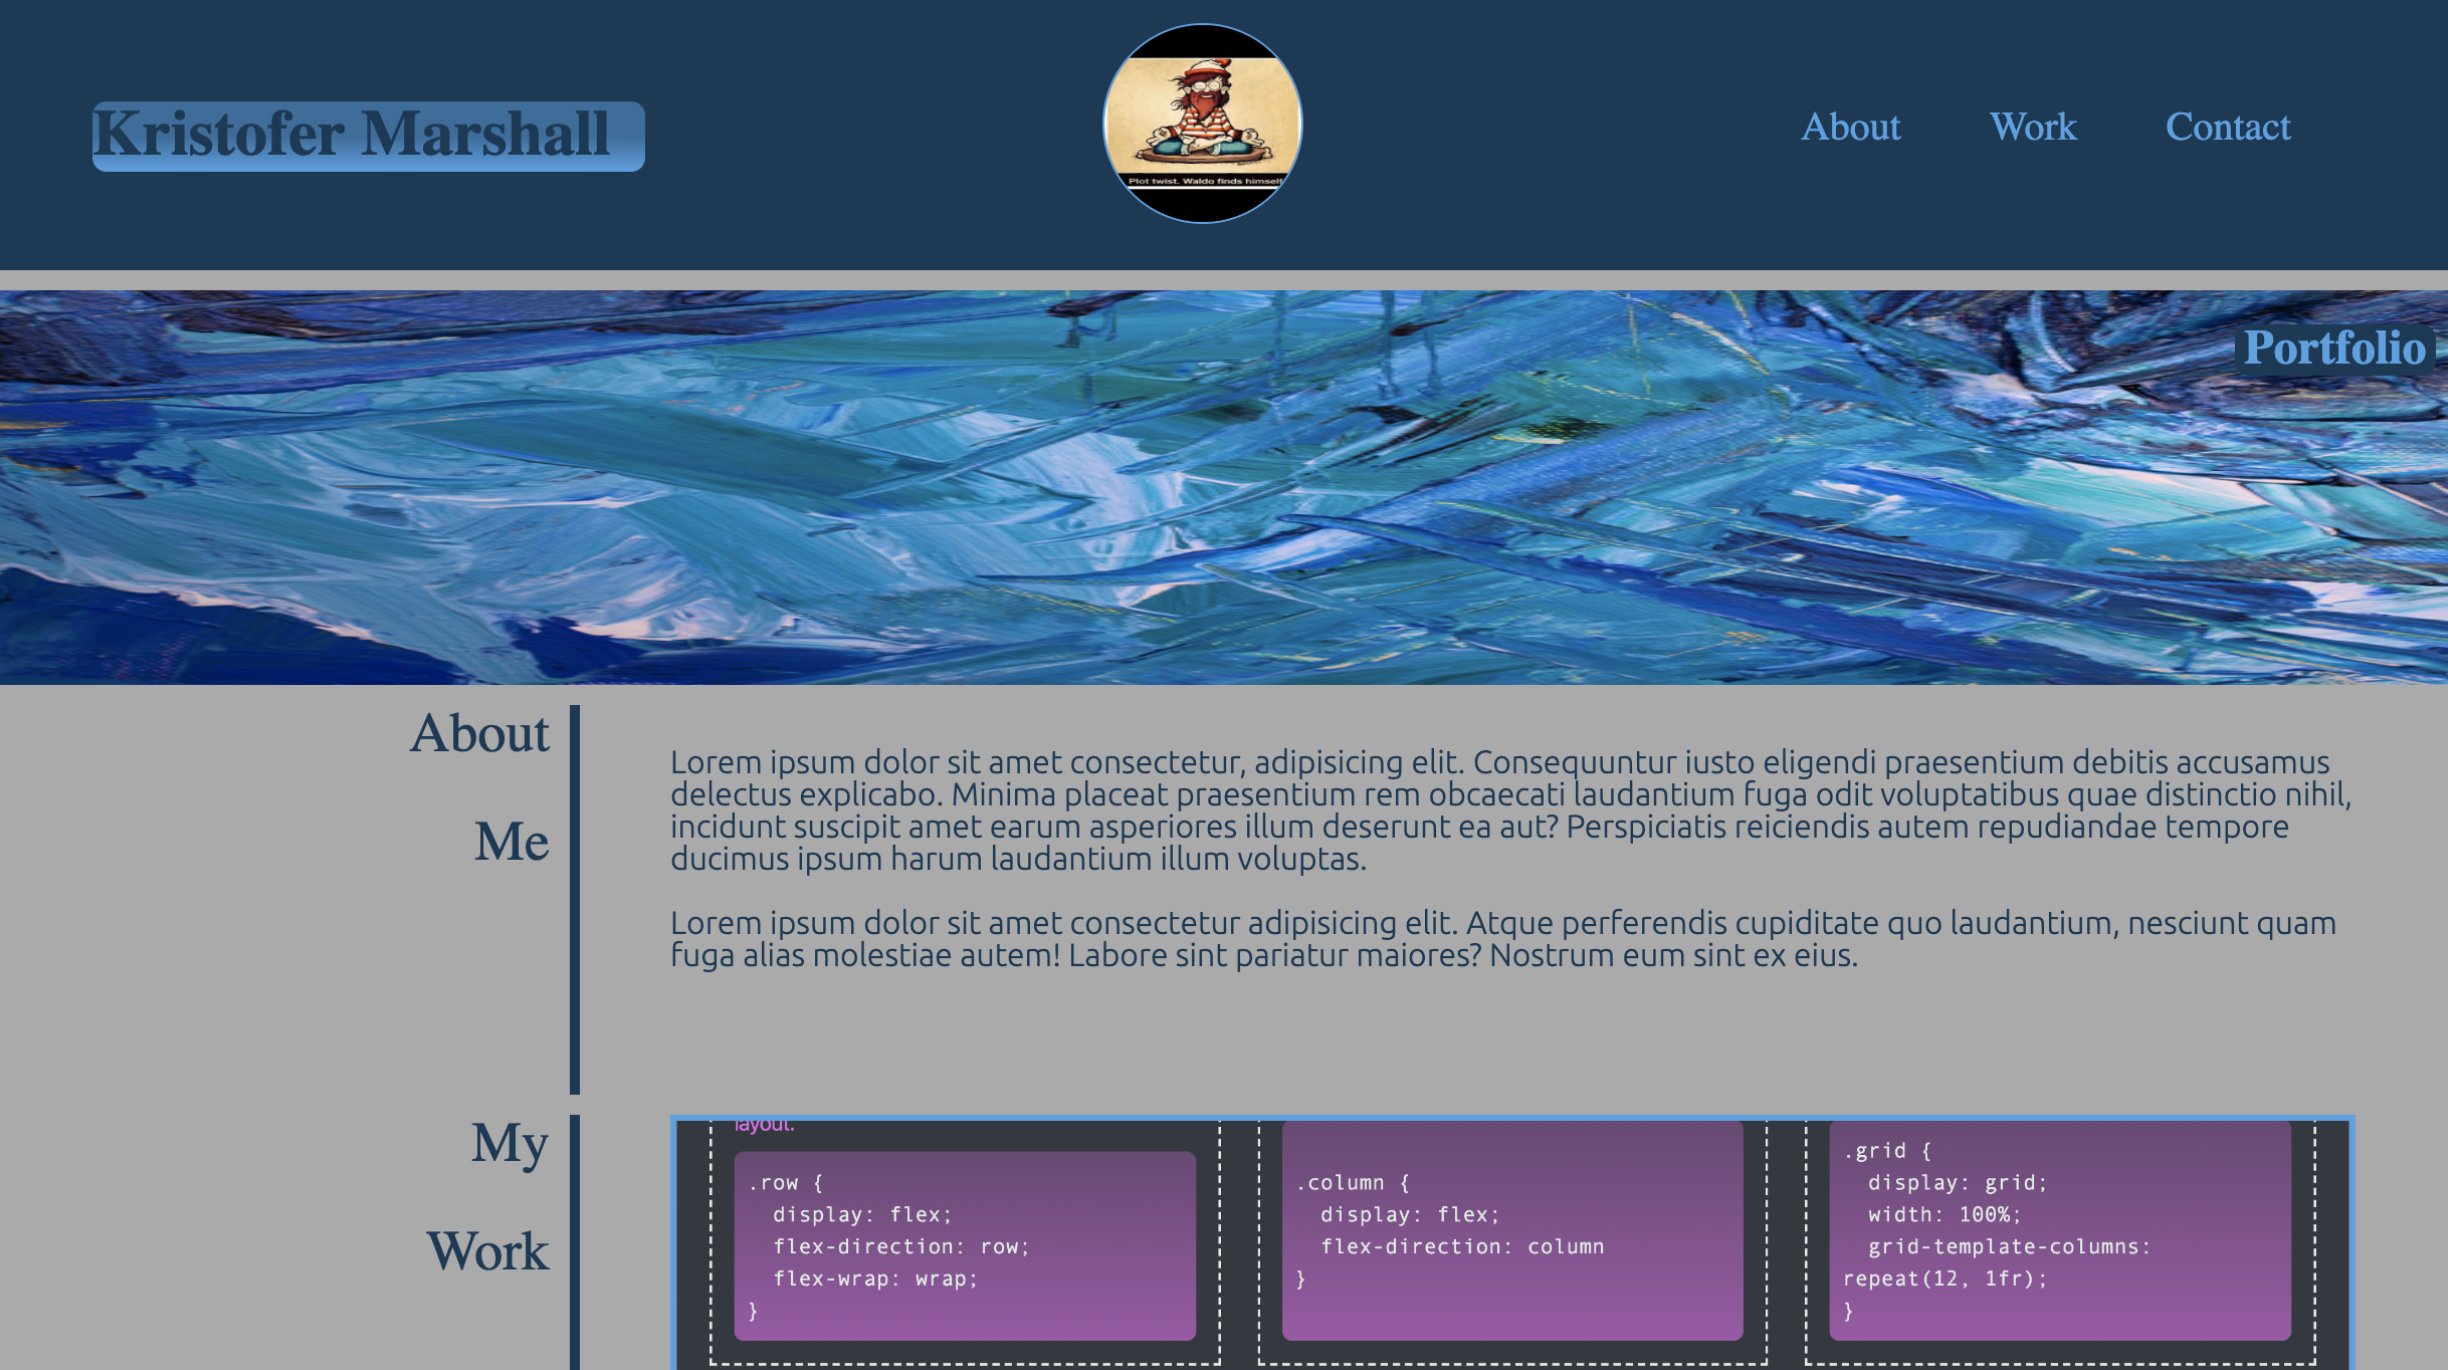 Kristofer Marshall
Plot twist. Waldo finds himself
About
Work
Contact
Portfolio
About
Me
Lorem ipsum dolor sit amet consectetur, adipisicing elit. Consequuntur iusto eligendi praesentium debitis accusamus
delectus explicabo. Minima placeat praesentium rem obcaecati laudantium fuga odit voluptatibus quae distinctio nihil,
incidunt suscipit amet earum asperiores illum deserunt ea aut? Perspiciatis reiciendis autem repudiandae tempore
ducimus ipsum harum laudantium illum voluptas.
Lorem ipsum dolor sit amet consectetur adipisicing elit. Atque perferendis cupiditate quo laudantium, nesciunt quam
fuga alias molestiae autem! Labore sint pariatur maiores? Nostrum eum sint ex eius.
My
Work
layout.
.row {
  display: flex;
  flex-direction: row;
  flex-wrap: wrap;
}
.column {
  display: flex;
  flex-direction: column
}
.grid {
  display: grid;
  width: 100%;
  grid-template-columns:
repeat(12, 1fr);
}